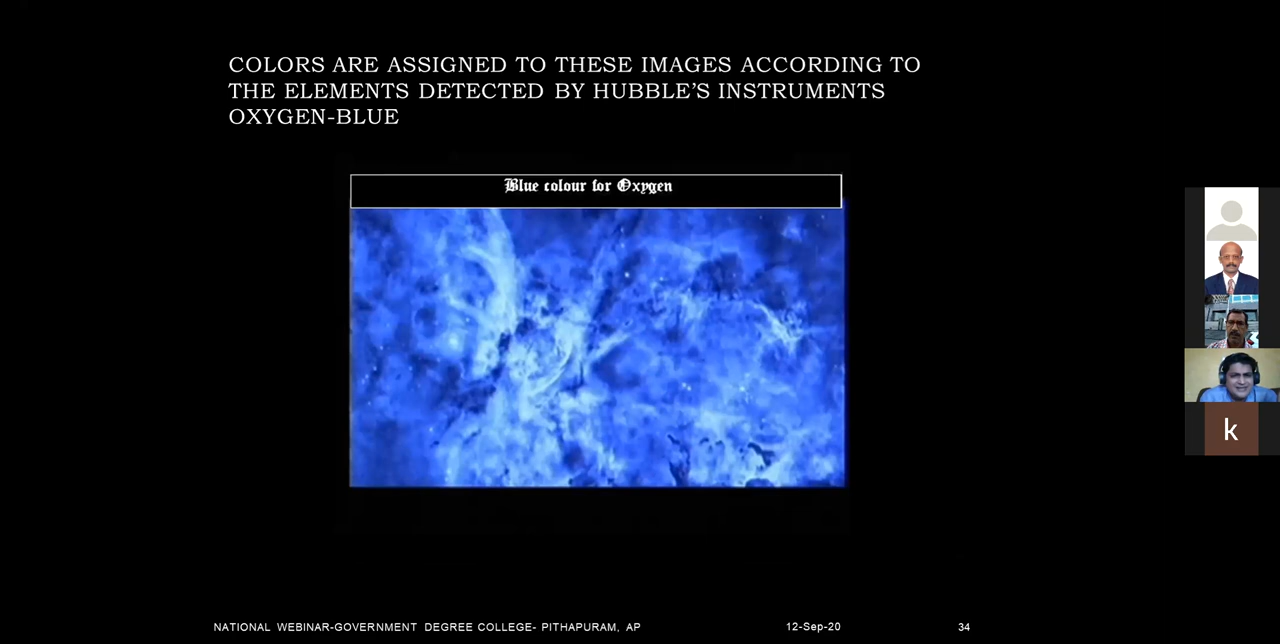 COLORS ARE ASSIGNED TO THESE IMAGES ACCORDING TO
THE ELEMENTS DETECTED BY HUBBLE'S INSTRUMENTS
OXYGEN-BLUE
Blue colour for Oxygen
k
NATIONAL WEBINAR-GOVERNMENT DEGREE COLLEGE- PITHAPURAM, AP
12-Sep-20
34